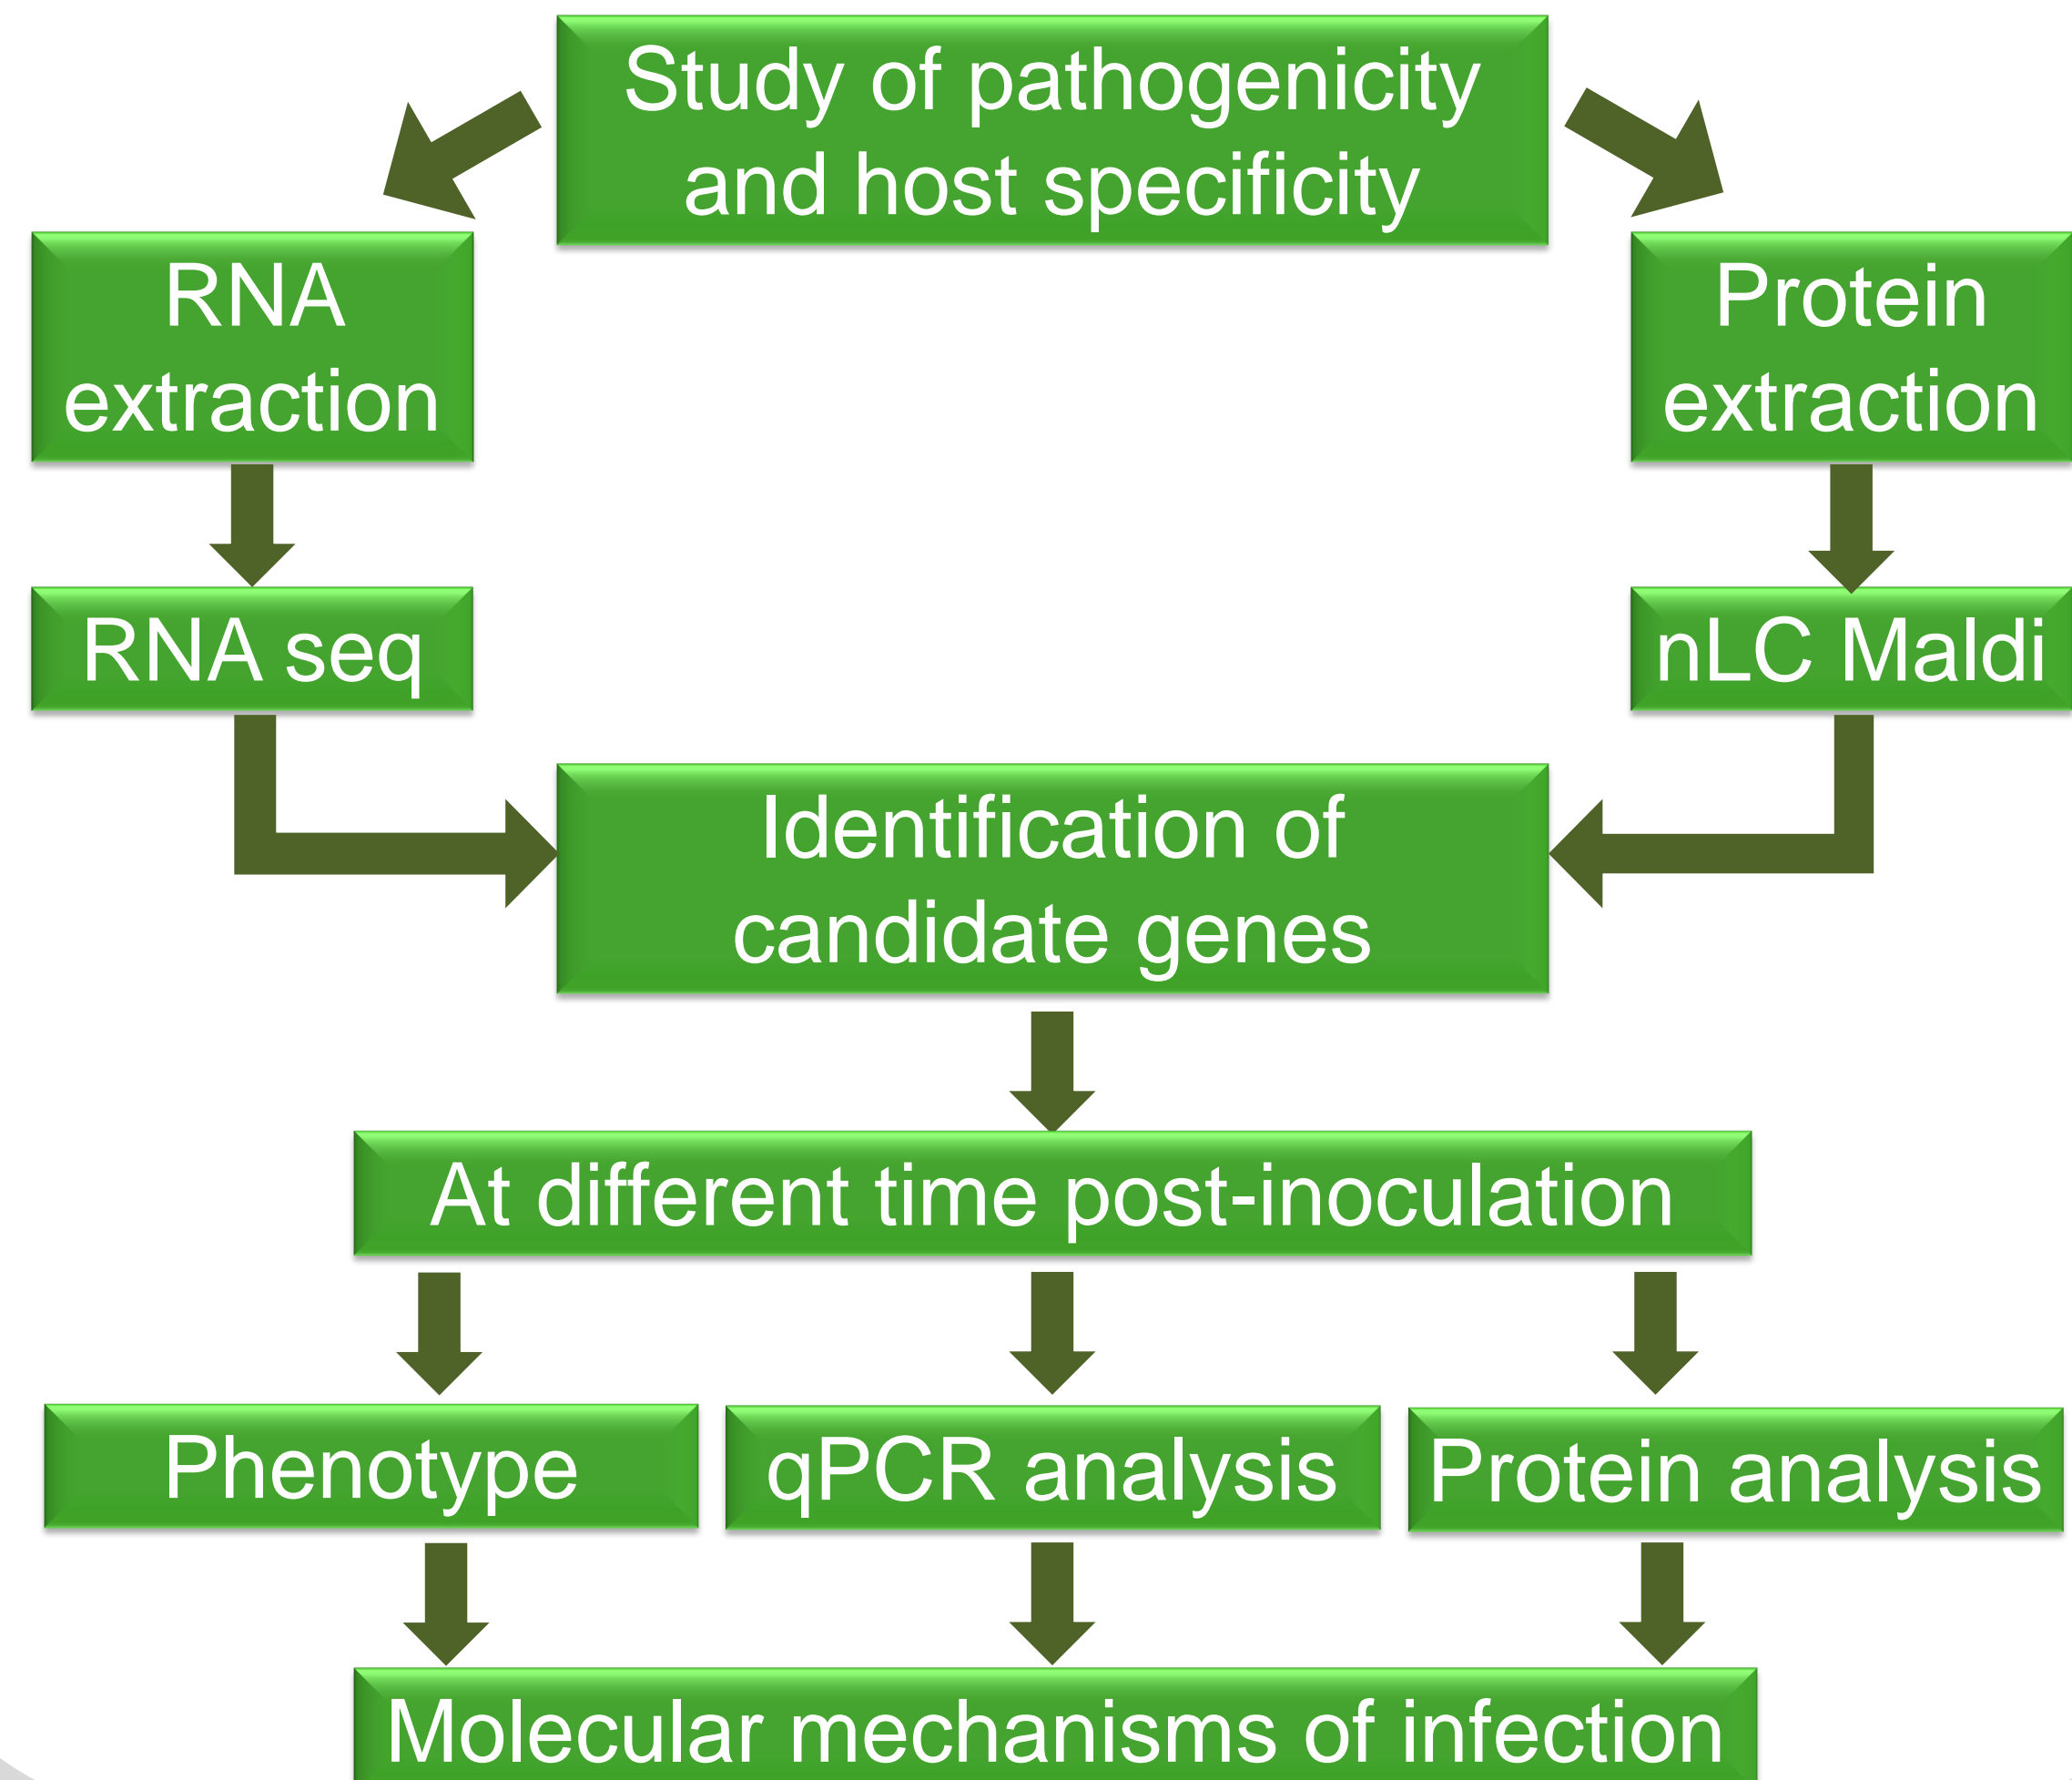 Study of pathogenicity
and host specificity
RNA
extraction
Protein
extraction
RNA seq
nLC Maldi
Identification of
candidate genes
At different time post-inoculation
Phenotype
qPCR analysis
Protein analysis
Molecular mechanisms of infection